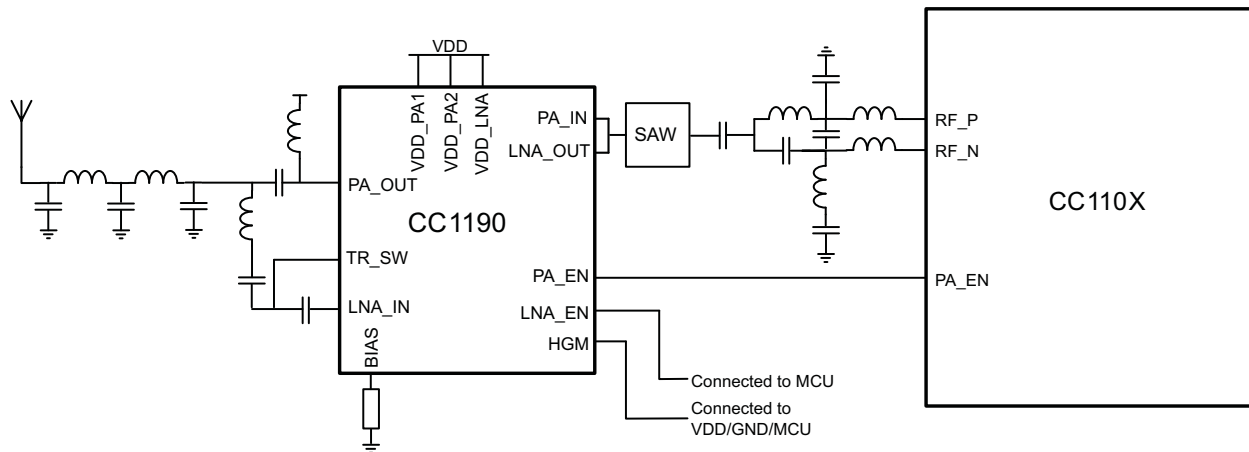 VDD
VDD_PA1
VDD_PA2
VDD_LNA
PA_IN
LNA_OUT
SAW
RF_P
RF_N
PA_OUT
CC1190
CC110X
TR_SW
PA_EN
PA_EN
LNA_IN
LNA_EN
HGM
BIAS
Connected to MCU
Connected to
VDD/GND/MCU